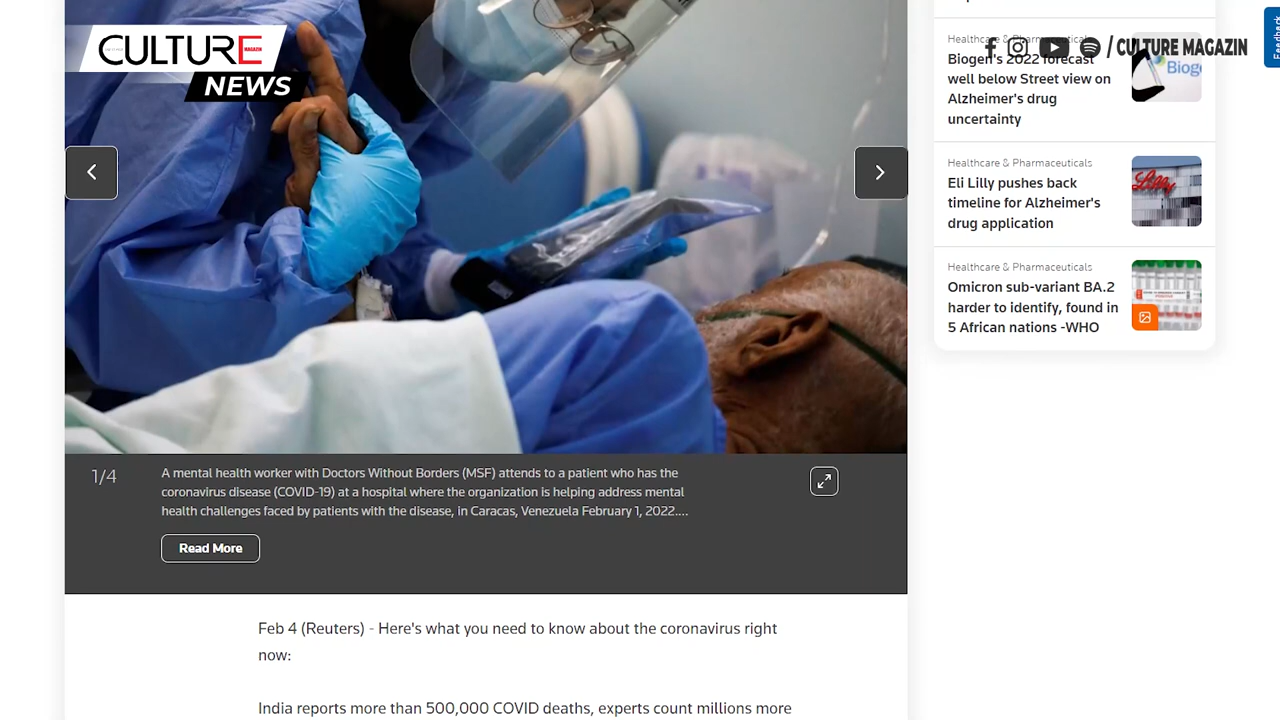 CULTURE
MAGAZIN
NEWS
/ CULTURE MAGAZIN
Feedback
Healthcare & Pharmaceuticals
Biogen's 2022 forecast
well below Street view on
Alzheimer's drug
uncertainty
Bioge
Healthcare & Pharmaceuticals
Eli Lilly pushes back
timeline for Alzheimer's
drug application
Lilly
Healthcare & Pharmaceuticals
Omicron sub-variant BA.2
harder to identify, found in
5 African nations -WHO
1/4
A mental health worker with Doctors Without Borders (MSF) attends to a patient who has the
coronavirus disease (COVID-19) at a hospital where the organization is helping address mental
health challenges faced by patients with the disease, in Caracas, Venezuela February 1, 2022....
Read More
Feb 4 (Reuters) - Here's what you need to know about the coronavirus right
now:
India reports more than 500,000 COVID deaths, experts count millions more